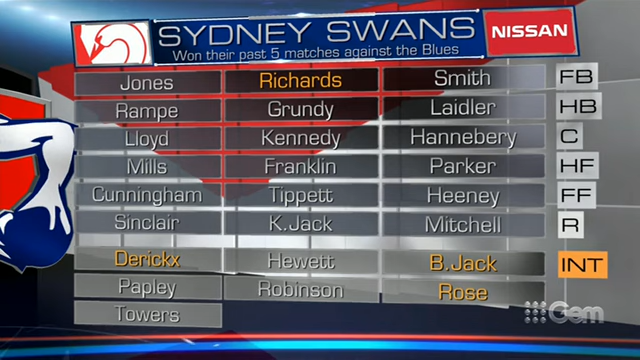 SYDNEY SWANS
Won their past 5 matches against the Blues
NISSAN
Jones Richards Smith FB
Rampe Grundy Laidler HB
Lloyd Kennedy Hannebery C
Mills Franklin Parker HF
Cunningham Tippett Heeney FF
Sinclair K.Jack Mitchell R
Derickx Hewett B.Jack INT
Papley Robinson Rose
Towers
Gem